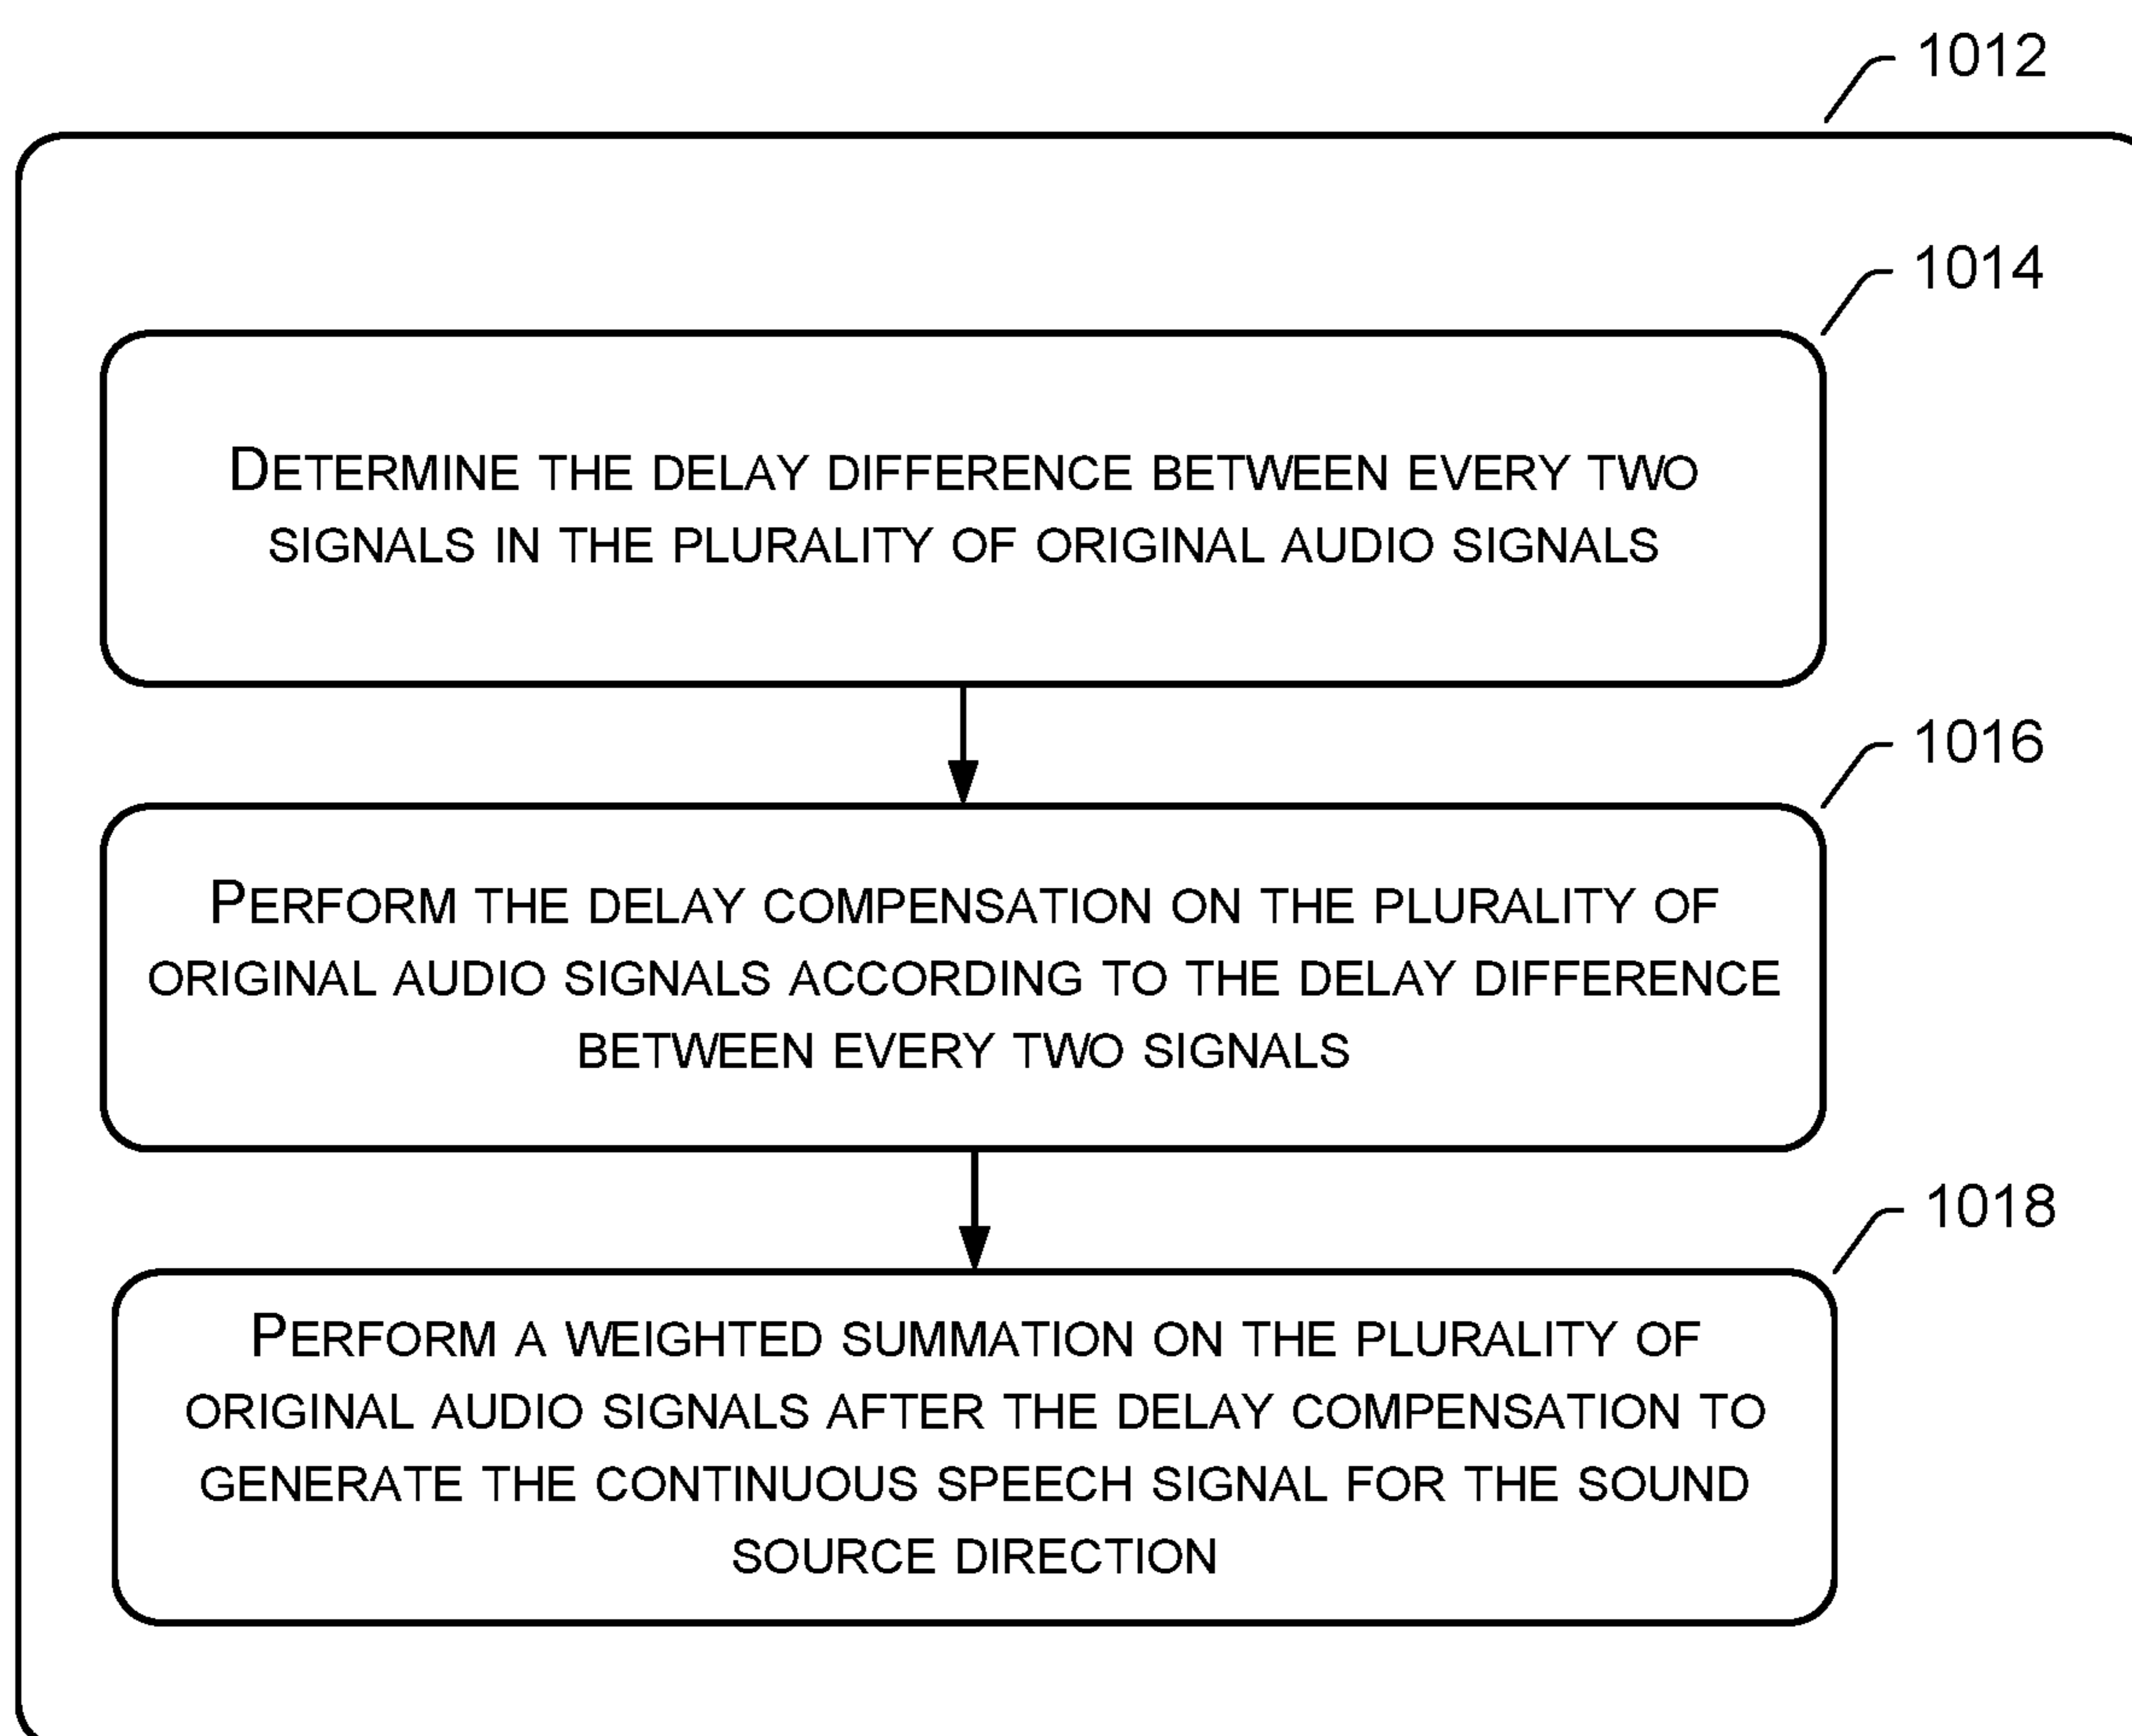 1012
1014
DETERMINE THE DELAY DIFFERENCE BETWEEN EVERY TWO
SIGNALS IN THE PLURALITY OF ORIGINAL AUDIO SIGNALS
1016
PERFORM THE DELAY COMPENSATION ON THE PLURALITY OF
ORIGINAL AUDIO SIGNALS ACCORDING TO THE DELAY DIFFERENCE
BETWEEN EVERY TWO SIGNALS
1018
PERFORM A WEIGHTED SUMMATION ON THE PLURALITY OF
ORIGINAL AUDIO SIGNALS AFTER THE DELAY COMPENSATION TO
GENERATE THE CONTINUOUS SPEECH SIGNAL FOR THE SOUND
SOURCE DIRECTION